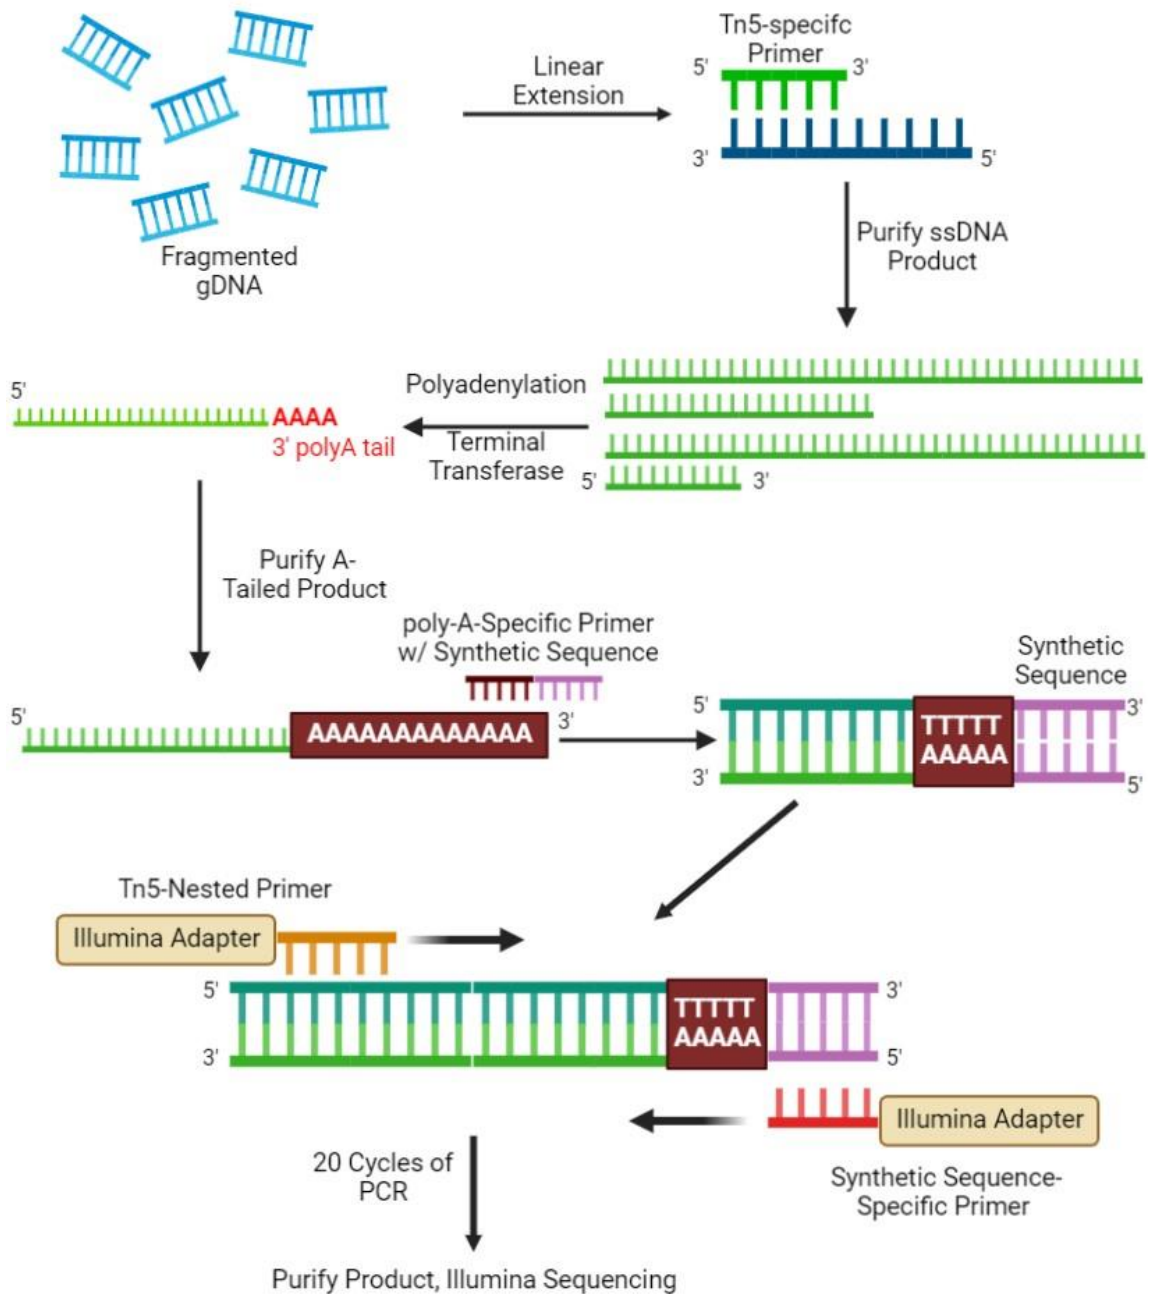 Tn5-specifc
Primer
5'
3'
Linear
Extension
3'
5'
Fragmented
gDNA
Purify ssDNA
Product
5'
AAAA
3' polyA tail
Polyadenylation
Terminal
Transferase
5'
3'
Purify A-
Tailed Product
poly-A-Specific Primer
w/ Synthetic Sequence
5'
AAAAAAAAAAAAA
3'
Synthetic
Sequence
5'
TTTTT
3'
AAAAA
3'
5'
Tn5-Nested Primer
Illumina Adapter
5'
TTTTT
3'
AAAAA
3'
5'
Illumina Adapter
Synthetic Sequence-
Specific Primer
20 Cycles of
PCR
Purify Product, Illumina Sequencing